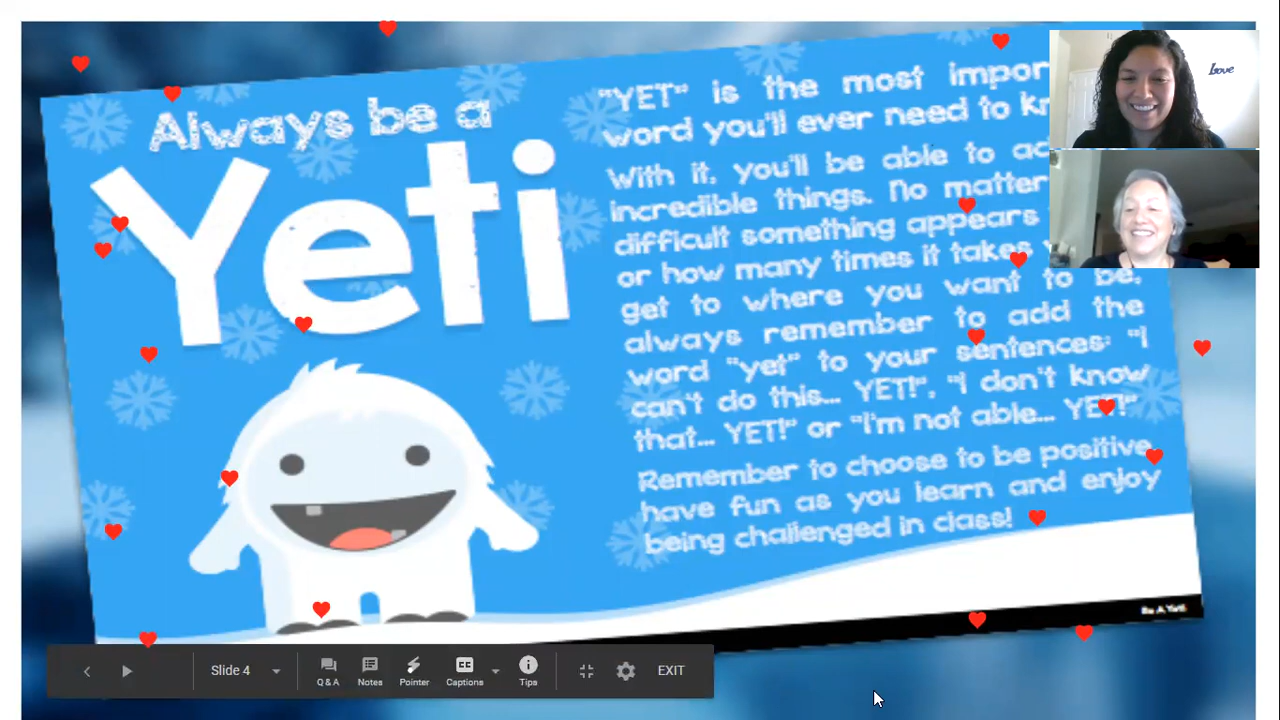 Always be a
Yeti
"YET" is the most
word you'll ever need to
With it, you'll be able to
incredible things. No matter
difficult something appears
or how many times it takes
get to where you want to be,
always remember to add the
word "yet" to your sentences: "I
can't do this... YET!", "I don't know
that... YET!" or "I'm not able... YET!"
Remember to choose to be positive,
have fun as you learn and enjoy
being challenged in class!
Be A Yeti
Love
Slide 4
Q & A
Notes
Pointer
CC
Captions
Tips
EXIT